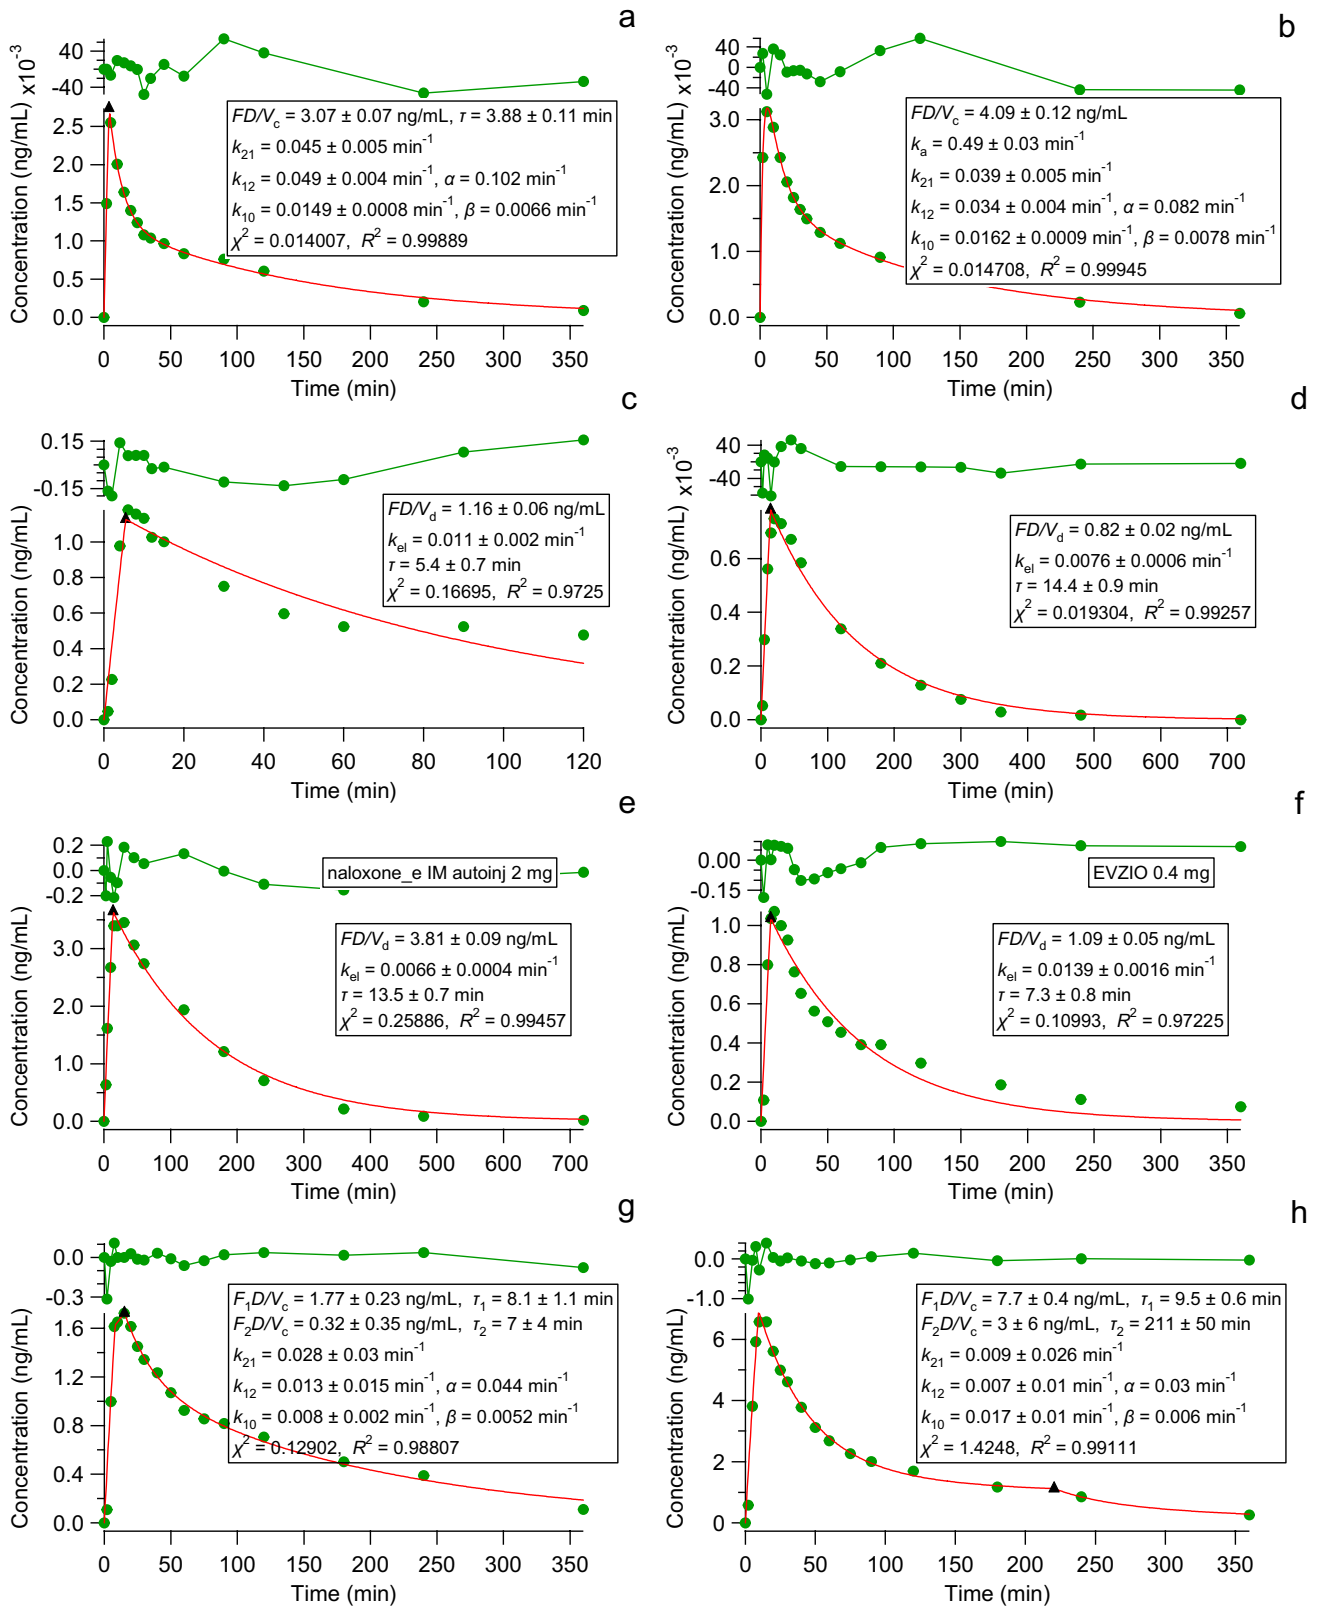 a
40
-40
x10⁻³
Concentration (ng/mL)
2.5
2.0
1.5
1.0
0.5
0.0
FD/Vc = 3.07 ± 0.07 ng/mL, τ = 3.88 ± 0.11 min
k21 = 0.045 ± 0.005 min⁻¹
k12 = 0.049 ± 0.004 min⁻¹, α = 0.102 min⁻¹
k10 = 0.0149 ± 0.0008 min⁻¹, β = 0.0066 min⁻¹
χ² = 0.014007, R² = 0.99889
0 50 100 150 200 250 300 350
Time (min)
b
40
0
-40
x10⁻³
Concentration (ng/mL)
3.0
2.0
1.0
0.0
FD/Vc = 4.09 ± 0.12 ng/mL
ka = 0.49 ± 0.03 min⁻¹
k21 = 0.039 ± 0.005 min⁻¹
k12 = 0.034 ± 0.004 min⁻¹, α = 0.082 min⁻¹
k10 = 0.0162 ± 0.0009 min⁻¹, β = 0.0078 min⁻¹
χ² = 0.014708, R² = 0.99945
0 50 100 150 200 250 300 350
Time (min)
c
0.15
-0.15
Concentration (ng/mL)
1.0
0.8
0.6
0.4
0.2
0.0
FD/Vd = 1.16 ± 0.06 ng/mL
kel = 0.011 ± 0.002 min⁻¹
τ = 5.4 ± 0.7 min
χ² = 0.16695, R² = 0.9725
0 20 40 60 80 100 120
Time (min)
d
40
-40
x10⁻³
Concentration (ng/mL)
0.6
0.4
0.2
0.0
FD/Vd = 0.82 ± 0.02 ng/mL
kel = 0.0076 ± 0.0006 min⁻¹
τ = 14.4 ± 0.9 min
χ² = 0.019304, R² = 0.99257
0 100 200 300 400 500 600 700
Time (min)
e
0.2
0.0
-0.2
naloxone_e IM autoinj 2 mg
Concentration (ng/mL)
3.0
2.0
1.0
0.0
FD/Vd = 3.81 ± 0.09 ng/mL
kel = 0.0066 ± 0.0004 min⁻¹
τ = 13.5 ± 0.7 min
χ² = 0.25886, R² = 0.99457
0 100 200 300 400 500 600 700
Time (min)
f
0.00
-0.15
EVZIO 0.4 mg
Concentration (ng/mL)
1.0
0.8
0.6
0.4
0.2
0.0
FD/Vd = 1.09 ± 0.05 ng/mL
kel = 0.0139 ± 0.0016 min⁻¹
τ = 7.3 ± 0.8 min
χ² = 0.10993, R² = 0.97225
0 50 100 150 200 250 300 350
Time (min)
g
0.0
-0.3
Concentration (ng/mL)
1.6
1.2
0.8
0.4
0.0
F1D/Vc = 1.77 ± 0.23 ng/mL, τ1 = 8.1 ± 1.1 min
F2D/Vc = 0.32 ± 0.35 ng/mL, τ2 = 7 ± 4 min
k21 = 0.028 ± 0.03 min⁻¹
k12 = 0.013 ± 0.015 min⁻¹, α = 0.044 min⁻¹
k10 = 0.008 ± 0.002 min⁻¹, β = 0.0052 min⁻¹
χ² = 0.12902, R² = 0.98807
0 50 100 150 200 250 300 350
Time (min)
h
0.0
-1.0
Concentration (ng/mL)
6
4
2
0
F1D/Vc = 7.7 ± 0.4 ng/mL, τ1 = 9.5 ± 0.6 min
F2D/Vc = 3 ± 6 ng/mL, τ2 = 211 ± 50 min
k21 = 0.009 ± 0.026 min⁻¹
k12 = 0.007 ± 0.01 min⁻¹, α = 0.03 min⁻¹
k10 = 0.017 ± 0.01 min⁻¹, β = 0.006 min⁻¹
χ² = 1.4248, R² = 0.99111
0 50 100 150 200 250 300 350
Time (min)